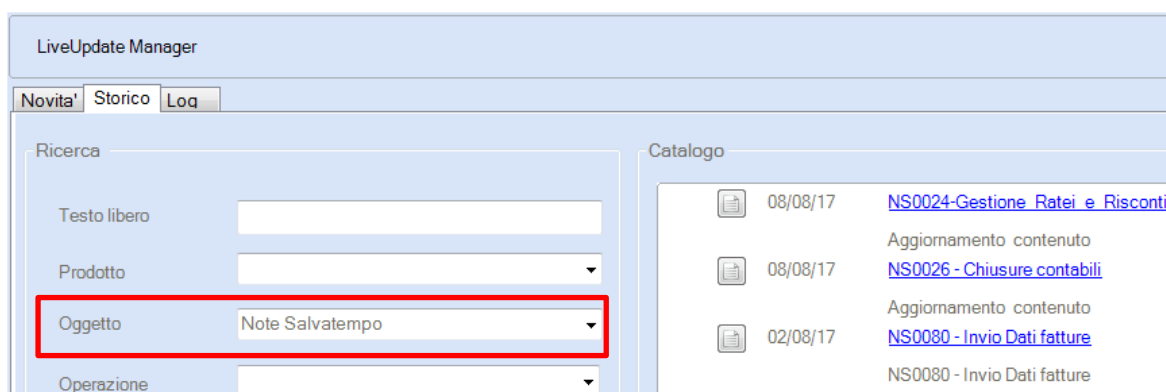 LiveUpdate Manager
Novita' Storico Log
Ricerca
Testo libero
Prodotto
Oggetto Note Salvatempo
Operazione
Catalogo
08/08/17 NS0024-Gestione Ratei e Risconti
Aggiornamento contenuto
08/08/17 NS0026 - Chiusure contabili
Aggiornamento contenuto
02/08/17 NS0080 - Invio Dati fatture
NS0080 - Invio Dati fatture